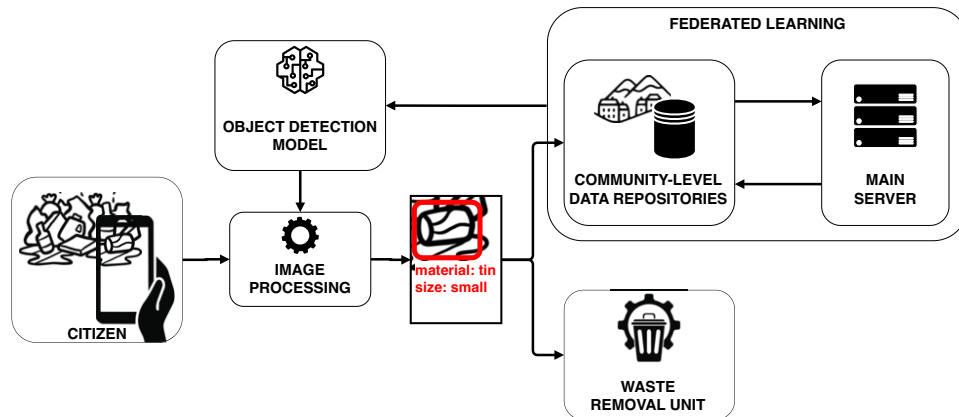 FEDERATED LEARNING
OBJECT DETECTION
MODEL
COMMUNITY-LEVEL
DATA REPOSITORIES
MAIN
SERVER
CITIZEN
IMAGE
PROCESSING
material: tin
size: small
WASTE
REMOVAL UNIT